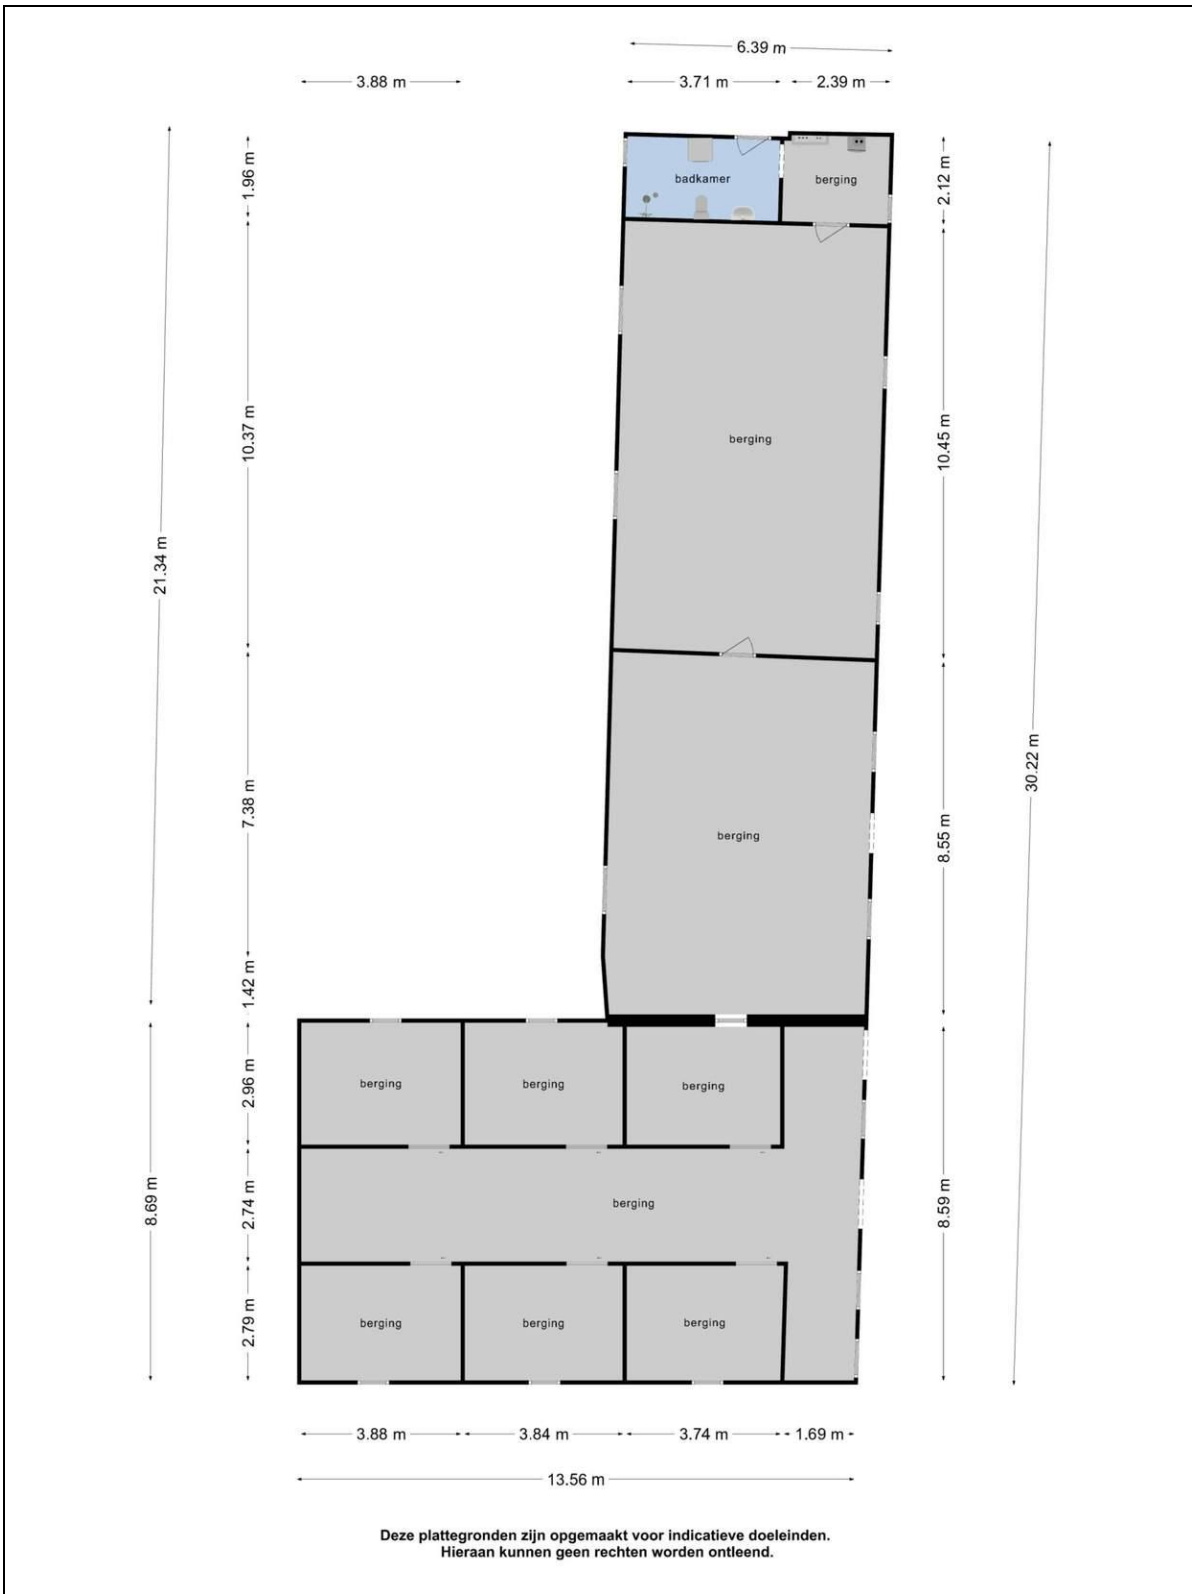 6.39 m
3.88 m
3.71 m
2.39 m
1.96 m
badkamer
berging
2.12 m
10.37 m
berging
10.45 m
21.34 m
7.38 m
berging
8.55 m
30.22 m
1.42 m
2.96 m
berging
berging
berging
8.69 m
2.74 m
berging
8.59 m
2.79 m
berging
berging
berging
3.88 m
3.84 m
3.74 m
1.69 m
13.56 m
Deze plattegronden zijn opgemaakt voor indicatieve doeleinden.
Hieraan kunnen geen rechten worden ontleend.